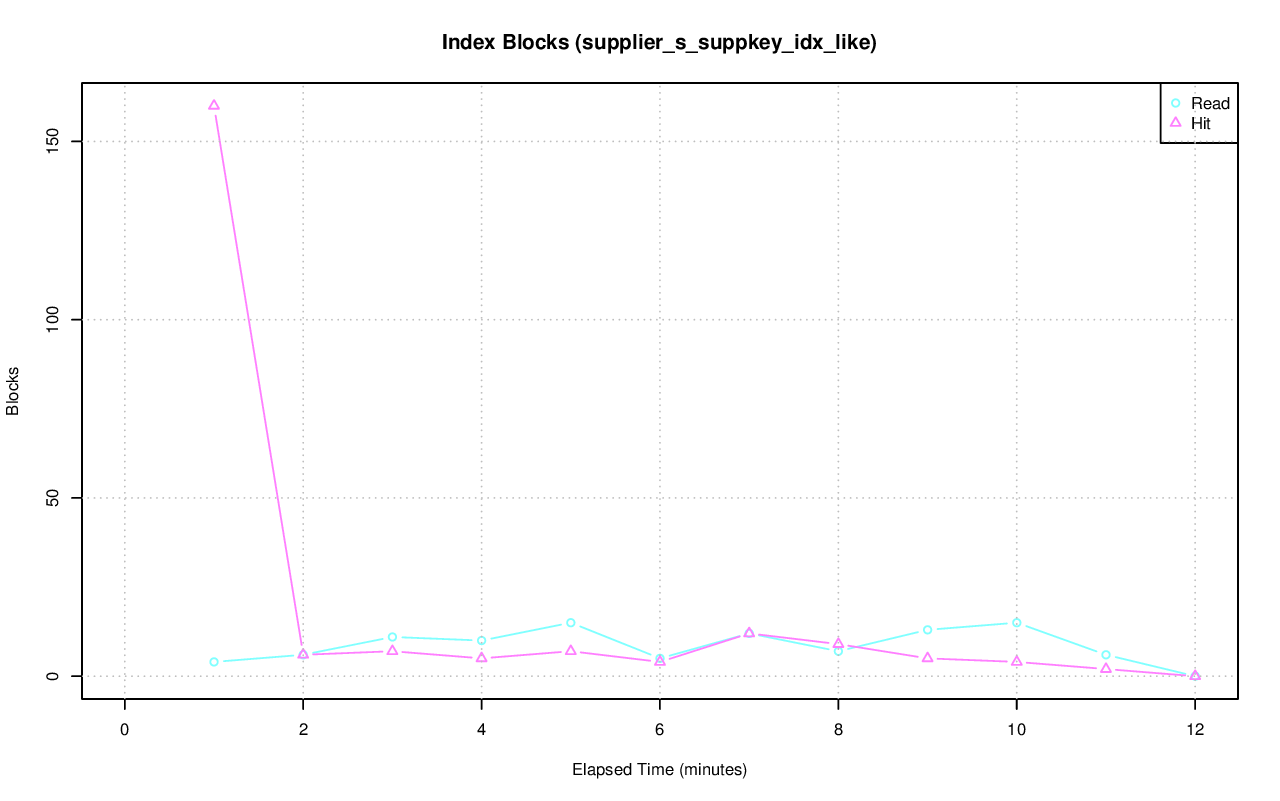 Index Blocks (supplier_s_suppkey_idx_like)
Read
Hit
150
100
50
0
Blocks
0 2 4 6 8 10 12
Elapsed Time (minutes)